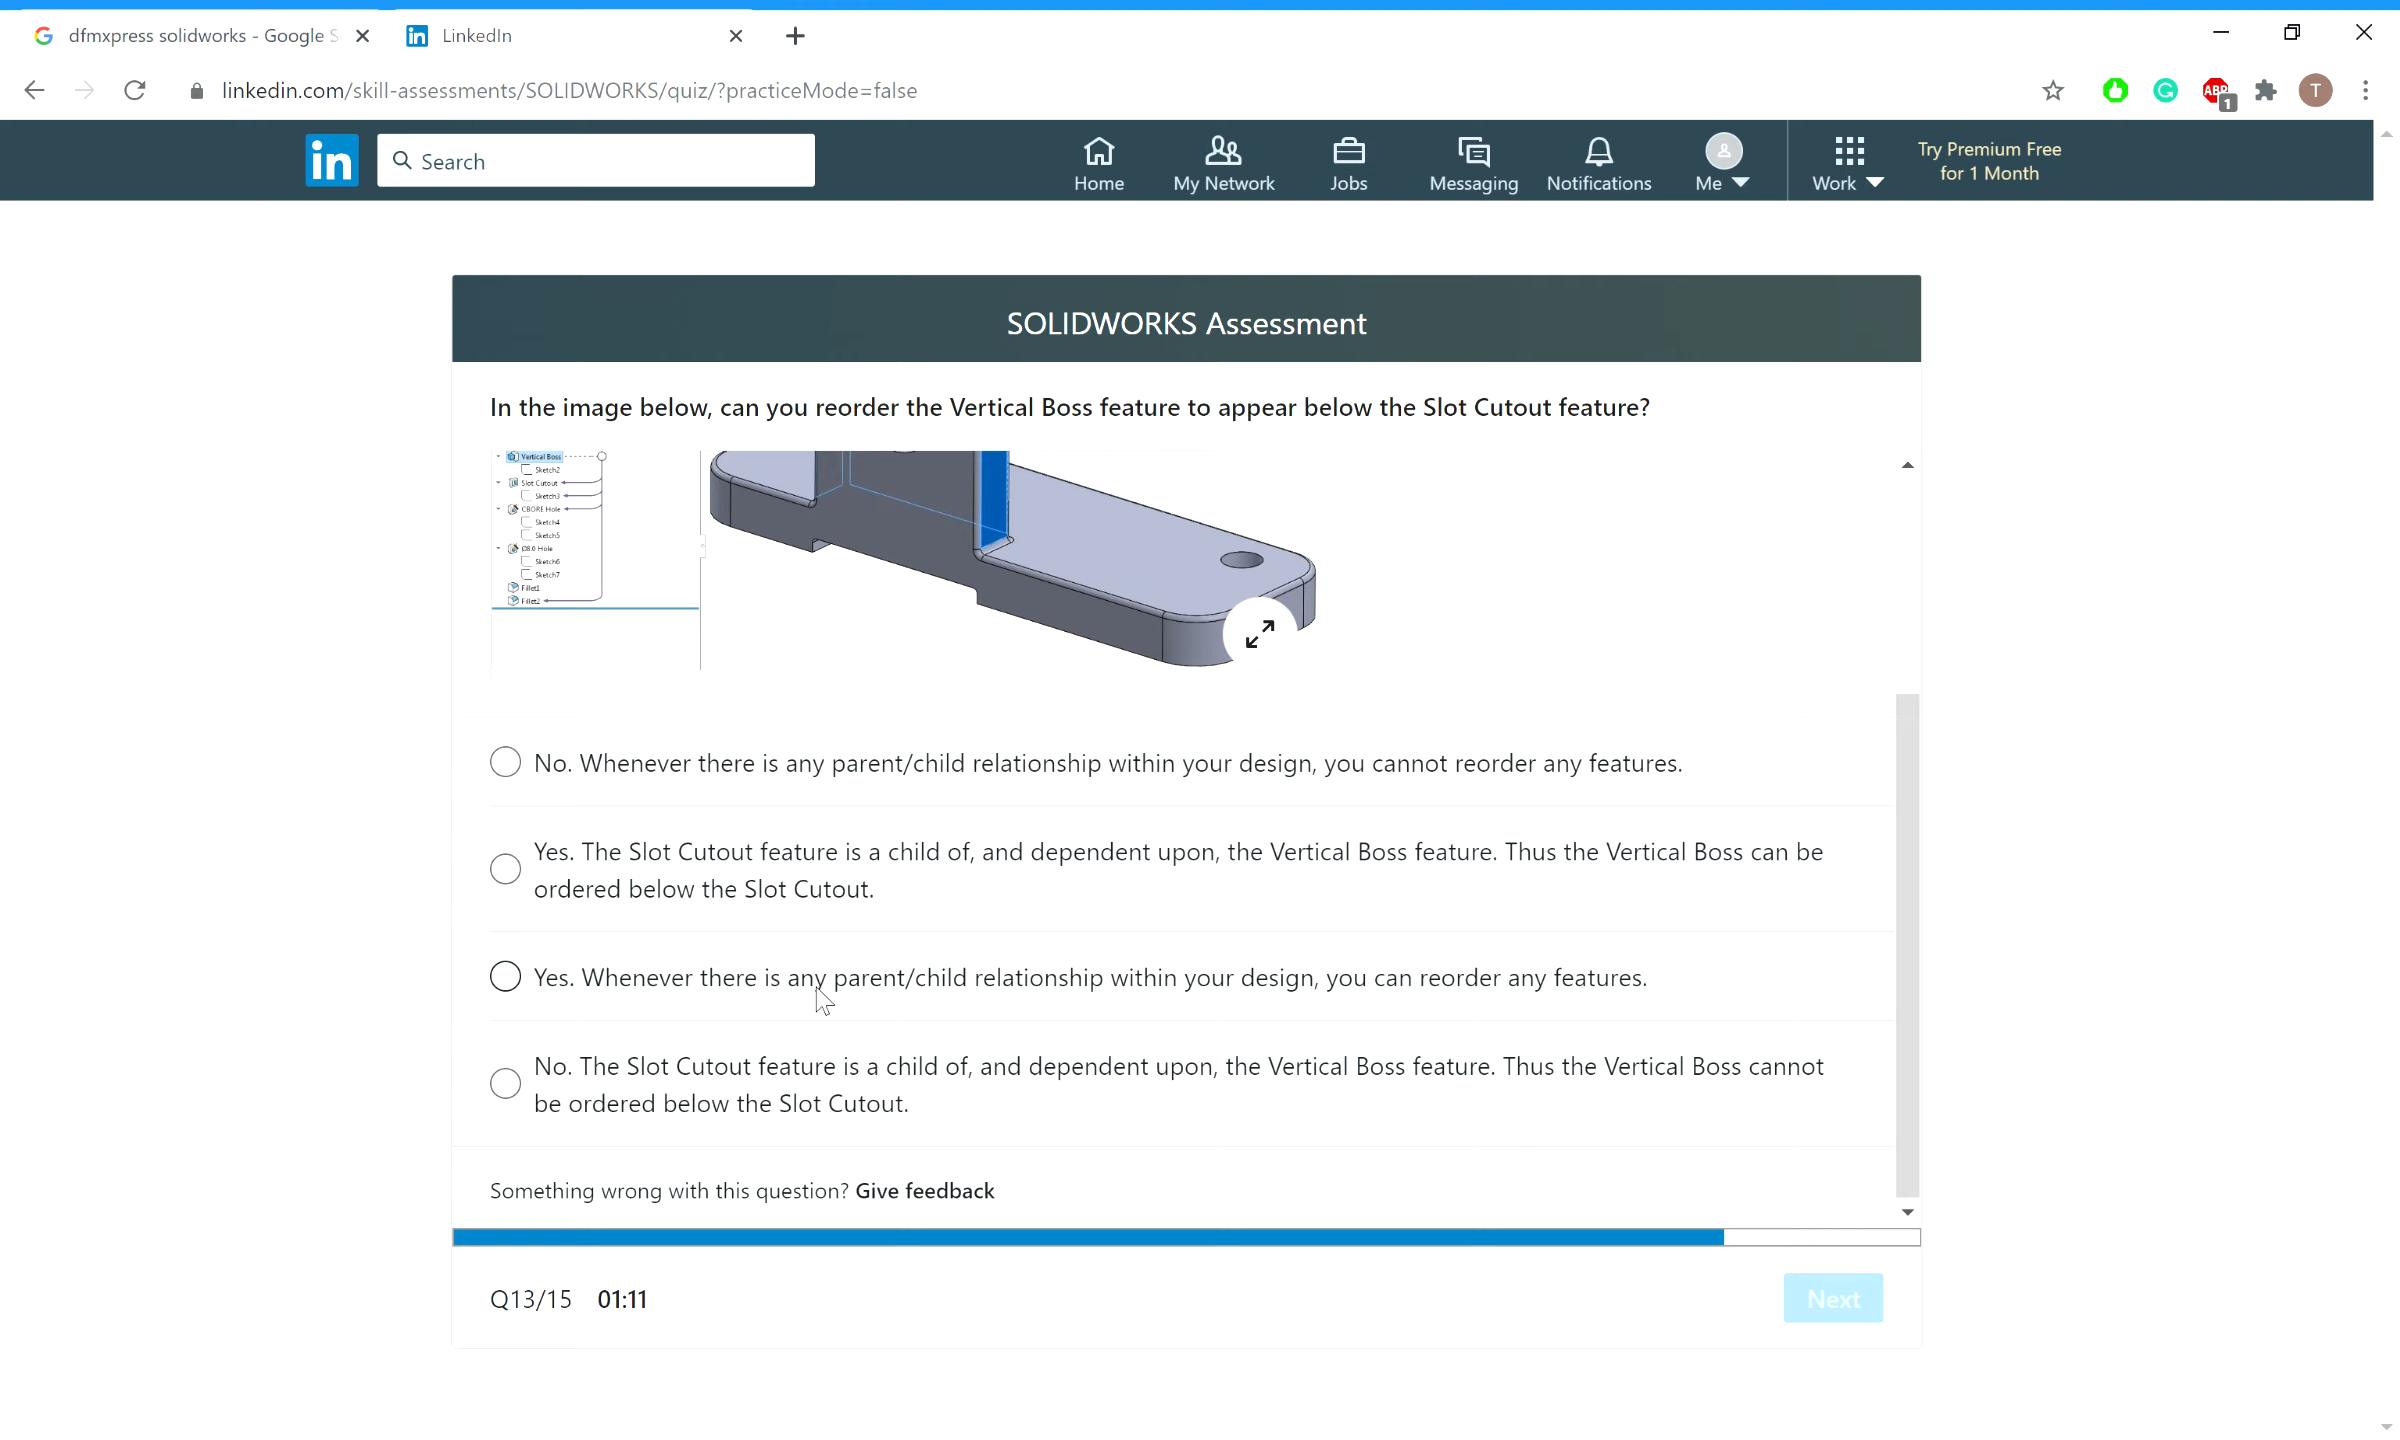 dfmxpress solidworks - Google S
LinkedIn
linkedin.com/skill-assessments/SOLIDWORKS/quiz/?practiceMode=false
ABP
1
T
in
Search
Home
My Network
Jobs
Messaging
Notifications
Me
Work
Try Premium Free
for 1 Month
SOLIDWORKS Assessment
In the image below, can you reorder the Vertical Boss feature to appear below the Slot Cutout feature?
Vertical Boss
Sketch2
Slot Cutout
Sketch3
CBORE Hole
Sketch4
Sketch5
Ø8.0 Hole
Sketch6
Sketch7
Fillet1
Fillet2
No. Whenever there is any parent/child relationship within your design, you cannot reorder any features.
Yes. The Slot Cutout feature is a child of, and dependent upon, the Vertical Boss feature. Thus the Vertical Boss can be
ordered below the Slot Cutout.
Yes. Whenever there is any parent/child relationship within your design, you can reorder any features.
No. The Slot Cutout feature is a child of, and dependent upon, the Vertical Boss feature. Thus the Vertical Boss cannot
be ordered below the Slot Cutout.
Something wrong with this question? Give feedback
Q13/15 01:11
Next